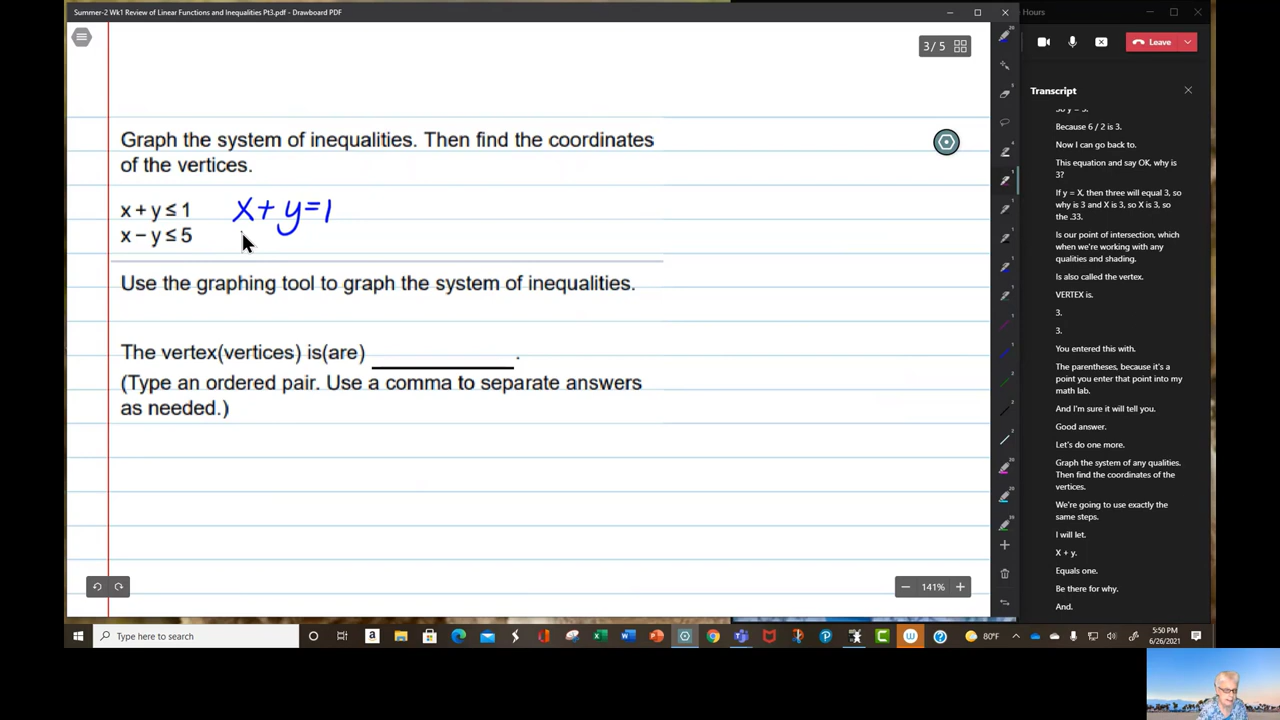 Summer-2 Wk1 Review of Linear Functions and Inequalities Pt3.pdf - Drawboard PDF
Hours
3 / 5
Leave
Graph the system of inequalities. Then find the coordinates
of the vertices.
x + y ≤ 1
x + y = 1
x − y ≤ 5
Use the graphing tool to graph the system of inequalities.
The vertex(vertices) is(are) ________.
(Type an ordered pair. Use a comma to separate answers
as needed.)
141%
Transcript
Because 6 / 2 is 3.
Now I can go back to.
This equation and say OK, why is
3?
If y = X, then three will equal 3, so
why is 3 and X is 3, so X is 3, so
the .33.
Is our point of intersection, which
when we're working with any
qualities and shading.
Is also called the vertex.
VERTEX is.
3.
3.
You entered this with.
The parentheses, because it's a
point you enter that point into my
math lab.
And I'm sure it will tell you.
Good answer.
Let's do one more.
Graph the system of any qualities.
Then find the coordinates of the
vertices.
We're going to use exactly the
same steps.
I will let.
X + y.
Equals one.
Be there for why.
And.
Type here to search
80°F
5:50 PM
6/26/2021